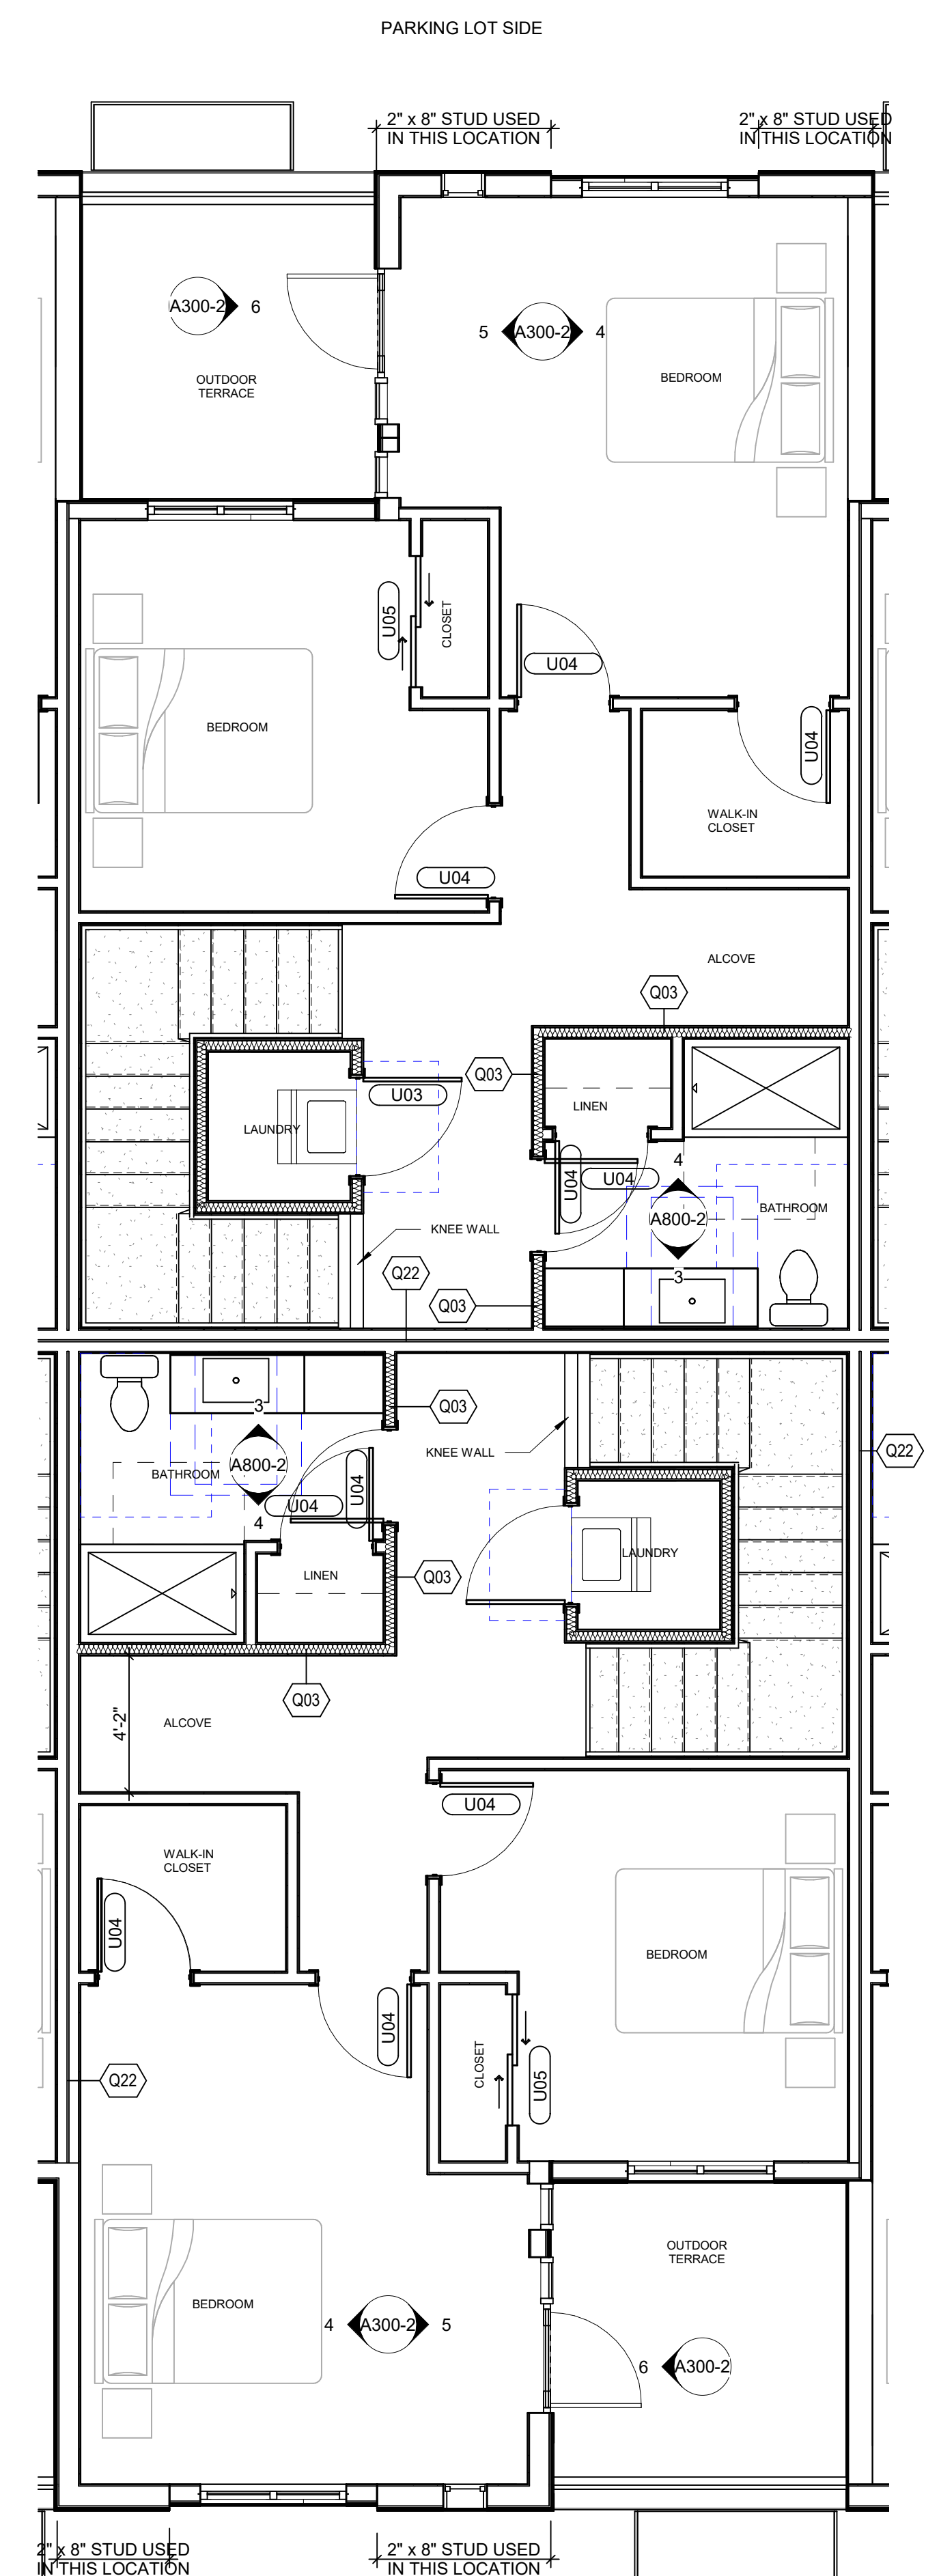 PARKING LOT SIDE
2" x 8" STUD USED
IN THIS LOCATION
2" x 8" STUD USED
IN THIS LOCATION
A300-2
6
5
A300-2
4
OUTDOOR
TERRACE
BEDROOM
U05
CLOSET
U04
BEDROOM
U04
WALK-IN
CLOSET
U04
ALCOVE
Q03
Q03
U03
LINEN
LAUNDRY
4
U04
U04
A800-2
BATHROOM
KNEE WALL
Q22
3
Q03
3
Q03
KNEE WALL
Q22
A800-2
BATHROOM
U04
U04
4
LAUNDRY
LINEN
Q03
Q03
4'-2"
ALCOVE
U04
WALK-IN
CLOSET
U04
BEDROOM
U04
CLOSET
U05
Q22
OUTDOOR
TERRACE
BEDROOM
4
A300-2
5
6
A300-2
2" x 8" STUD USED
IN THIS LOCATION
2" x 8" STUD USED
IN THIS LOCATION